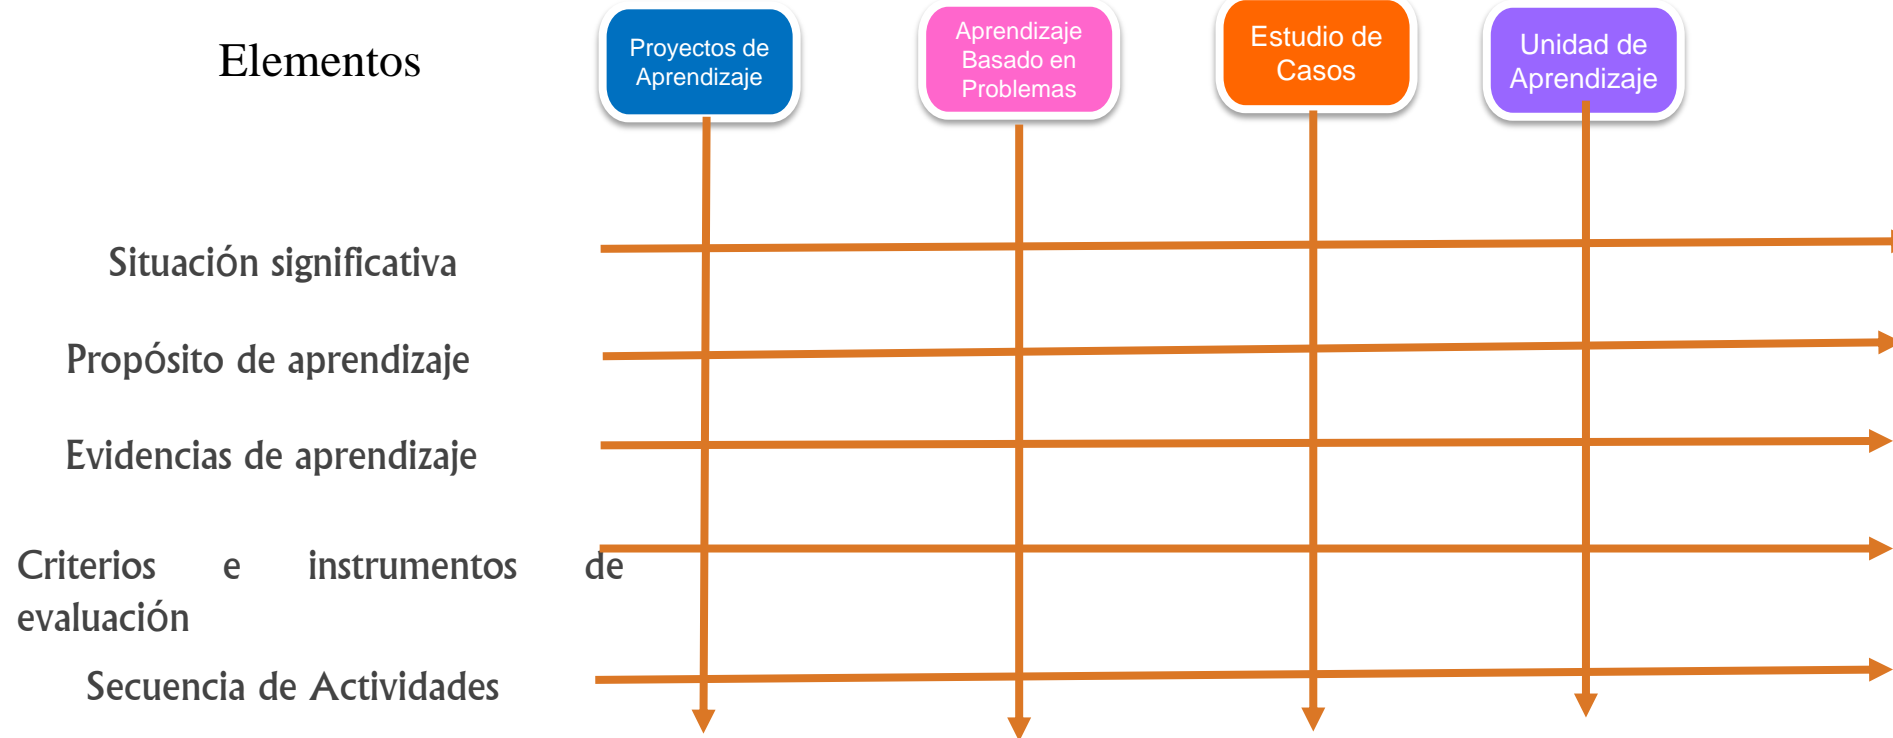 Elementos
Proyectos de
Aprendizaje
Aprendizaje
Basado en
Problemas
Estudio de
Casos
Unidad de
Aprendizaje
Situación significativa
Propósito de aprendizaje
Evidencias de aprendizaje
Criterios e instrumentos de
evaluación
Secuencia de Actividades